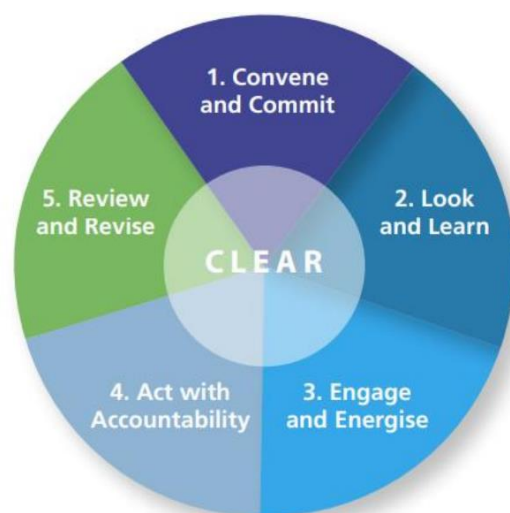 1. Convene
and Commit
2. Look
and Learn
3. Engage
and Energise
4. Act with
Accountability
5. Review
and Revise
CLEAR